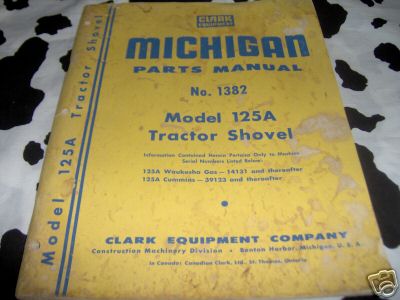 CLARK
EQUIPMENT
MICHIGAN
PARTS MANUAL
No. 1382
Model 125A
Tractor Shovel
Information Contained Herein Pertains Only to Machine
Serial Numbers Listed Below:
125A Waukesha Gas — 14131 and thereafter
125A Cummins — 39123 and thereafter
CLARK EQUIPMENT COMPANY
Construction Machinery Division • Benton Harbor, Michigan, U. S. A.
In Canada: Canadian Clark, Ltd., St. Thomas, Ontario
Model 125A Tractor Shovel